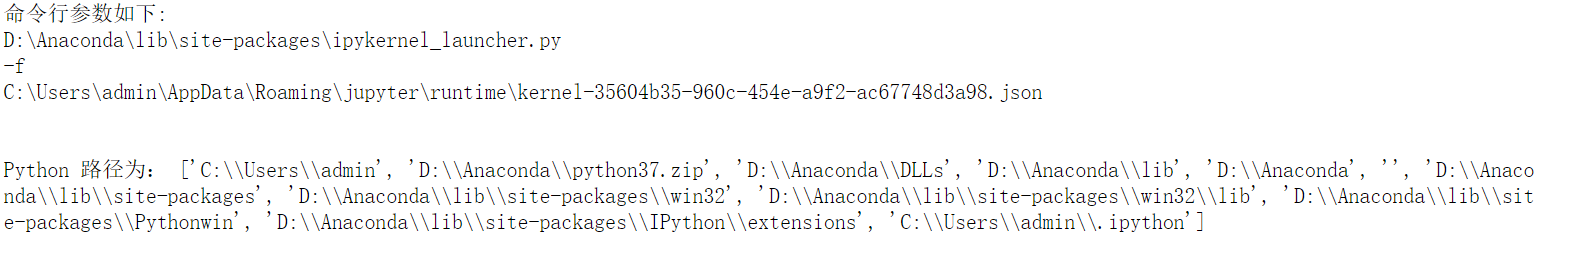 命令行参数如下:
D:\Anaconda\lib\site-packages\ipykernel_launcher.py
-f
C:\Users\admin\AppData\Roaming\jupyter\runtime\kernel-35604b35-960c-454e-a9f2-ac67748d3a98.json
Python 路径为： ['C:\\Users\\admin', 'D:\\Anaconda\\python37.zip', 'D:\\Anaconda\\DLLs', 'D:\\Anaconda\\lib', 'D:\\Anaconda', '', 'D:\\Anaco
nda\\lib\\site-packages', 'D:\\Anaconda\\lib\\site-packages\\win32', 'D:\\Anaconda\\lib\\site-packages\\win32\\lib', 'D:\\Anaconda\\lib\\sit
e-packages\\Pythonwin', 'D:\\Anaconda\\lib\\site-packages\\IPython\\extensions', 'C:\\Users\\admin\\.ipython']